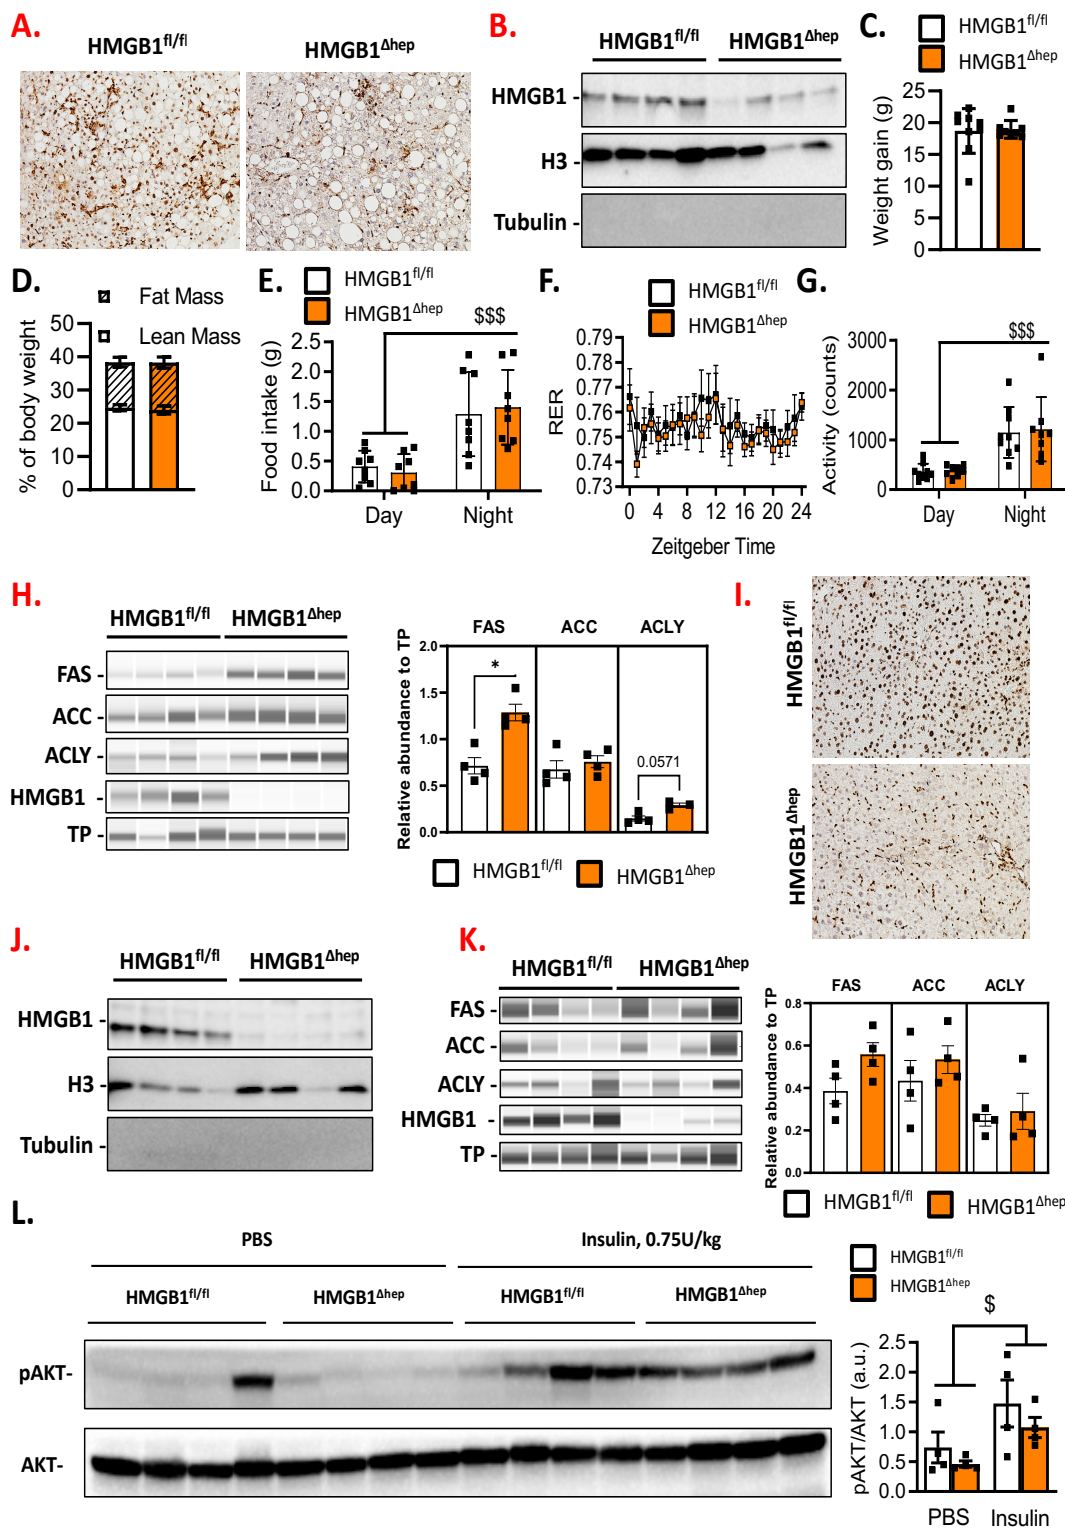 A.
HMGB1fl/fl
HMGB1Δhep
B.
HMGB1fl/fl
HMGB1Δhep
HMGB1
H3 -
Tubulin -
C.
HMGB1fl/fl
HMGB1Δhep
Weight gain (g)
25
20
15
10
5
0
D.
Fat Mass
Lean Mass
% of body weight
50
40
30
20
10
0
E.
HMGB1fl/fl
HMGB1Δhep
$$$
Food intake (g)
2.5
2.0
1.5
1.0
0.5
0.0
Day
Night
F.
HMGB1fl/fl
HMGB1Δhep
RER
0.79
0.78
0.77
0.76
0.75
0.74
0.73
0 4 8 12 16 20 24
Zeitgeber Time
G.
$$$
Activity (counts)
3000
2000
1000
0
Day
Night
H.
HMGB1fl/fl
HMGB1Δhep
FAS -
ACC -
ACLY -
HMGB1 -
TP -
FAS
ACC
ACLY
Relative abundance to TP
2.0
1.5
1.0
0.5
0.0
*
0.0571
HMGB1fl/fl
HMGB1Δhep
I.
HMGB1fl/fl
HMGB1Δhep
J.
HMGB1fl/fl
HMGB1Δhep
HMGB1 -
H3 -
Tubulin -
K.
HMGB1fl/fl
HMGB1Δhep
FAS -
ACC -
ACLY -
HMGB1 -
TP -
FAS
ACC
ACLY
Relative abundance to TP
0.8
0.6
0.4
0.2
0.0
HMGB1fl/fl
HMGB1Δhep
L.
PBS
Insulin, 0.75U/kg
HMGB1fl/fl
HMGB1Δhep
HMGB1fl/fl
HMGB1Δhep
pAKT-
AKT-
HMGB1fl/fl
HMGB1Δhep
$
pAKT/AKT (a.u.)
2.5
2.0
1.5
1.0
0.5
0.0
PBS
Insulin